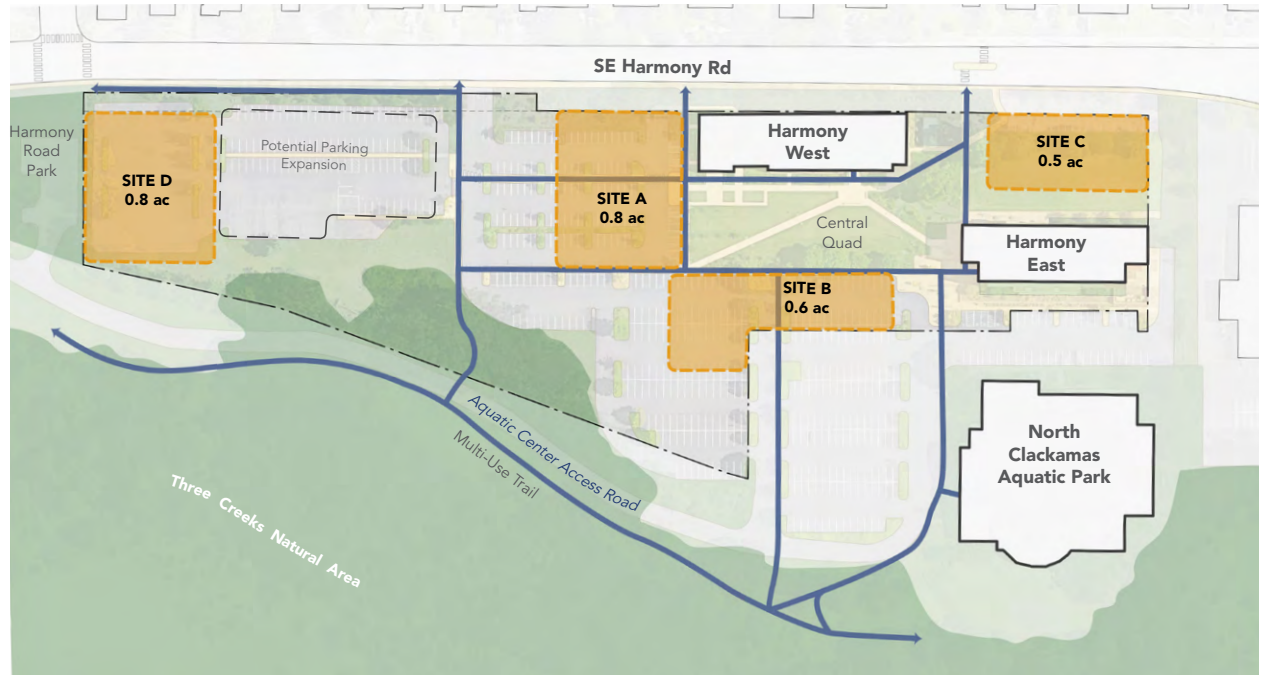 SE Harmony Rd
Harmony
Road
Park
Potential Parking
Expansion
SITE D
0.8 ac
SITE A
0.8 ac
Harmony
West
SITE C
0.5 ac
Central
Quad
Harmony
East
SITE B
0.6 ac
Aquatic Center Access Road
Multi-Use Trail
North
Clackamas
Aquatic Park
Three Creeks Natural Area